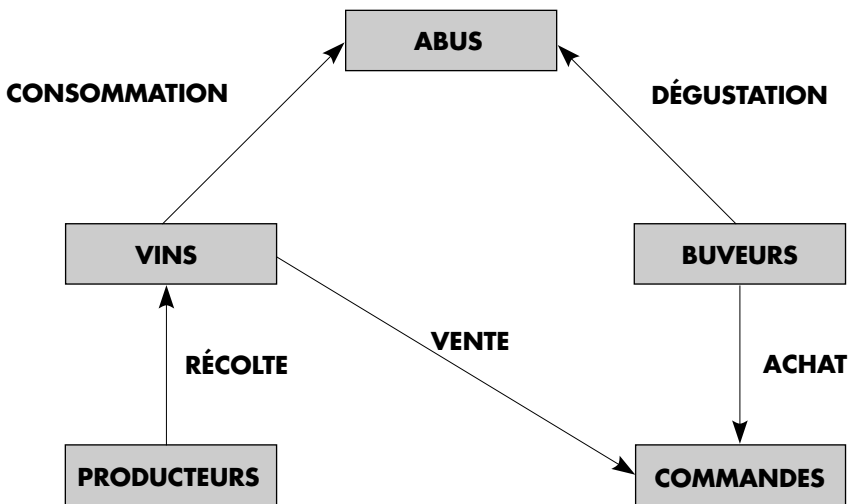 ABUS
CONSOMMATION
DÉGUSTATION
VINS
BUVEURS
VENTE
RÉCOLTE
ACHAT
PRODUCTEURS
COMMANDES